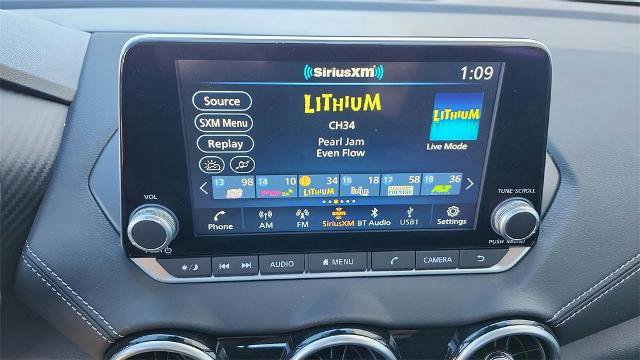 SiriusXM
1:09
Source
LiTHiUM
CH34
SXM Menu
Pearl Jam
Even Flow
LiTHiUM
Live Mode
Replay
13 98 14 10 34 16 18 17 58 18 36
LiTHiUM
VOL
TUNE·SCROLL
Phone AM FM SiriusXM BT Audio USB1 Settings
PUSH
AUDIO MENU CAMERA